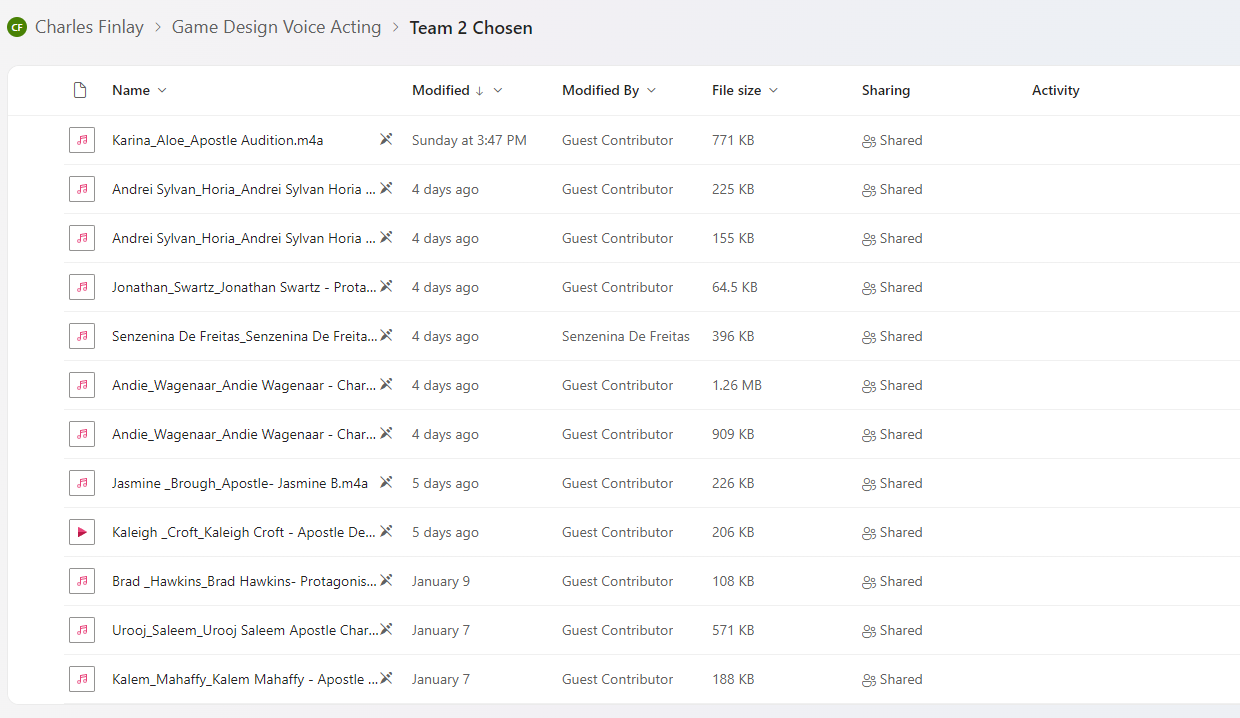 CF Charles Finlay > Game Design Voice Acting > Team 2 Chosen
Name Modified ↓ Modified By File size Sharing Activity
Karina_Aloe_Apostle Audition.m4a Sunday at 3:47 PM Guest Contributor 771 KB Shared
Andrei Sylvan_Horia_Andrei Sylvan Horia ... 4 days ago Guest Contributor 225 KB Shared
Andrei Sylvan_Horia_Andrei Sylvan Horia ... 4 days ago Guest Contributor 155 KB Shared
Jonathan_Swartz_Jonathan Swartz - Prota... 4 days ago Guest Contributor 64.5 KB Shared
Senzenina De Freitas_Senzenina De Freita... 4 days ago Senzenina De Freitas 396 KB Shared
Andie_Wagenaar_Andie Wagenaar - Char... 4 days ago Guest Contributor 1.26 MB Shared
Andie_Wagenaar_Andie Wagenaar - Char... 4 days ago Guest Contributor 909 KB Shared
Jasmine _Brough_Apostle- Jasmine B.m4a 5 days ago Guest Contributor 226 KB Shared
Kaleigh _Croft_Kaleigh Croft - Apostle De... 5 days ago Guest Contributor 206 KB Shared
Brad _Hawkins_Brad Hawkins- Protagonis... January 9 Guest Contributor 108 KB Shared
Urooj_Saleem_Urooj Saleem Apostle Char... January 7 Guest Contributor 571 KB Shared
Kalem_Mahaffy_Kalem Mahaffy - Apostle ... January 7 Guest Contributor 188 KB Shared